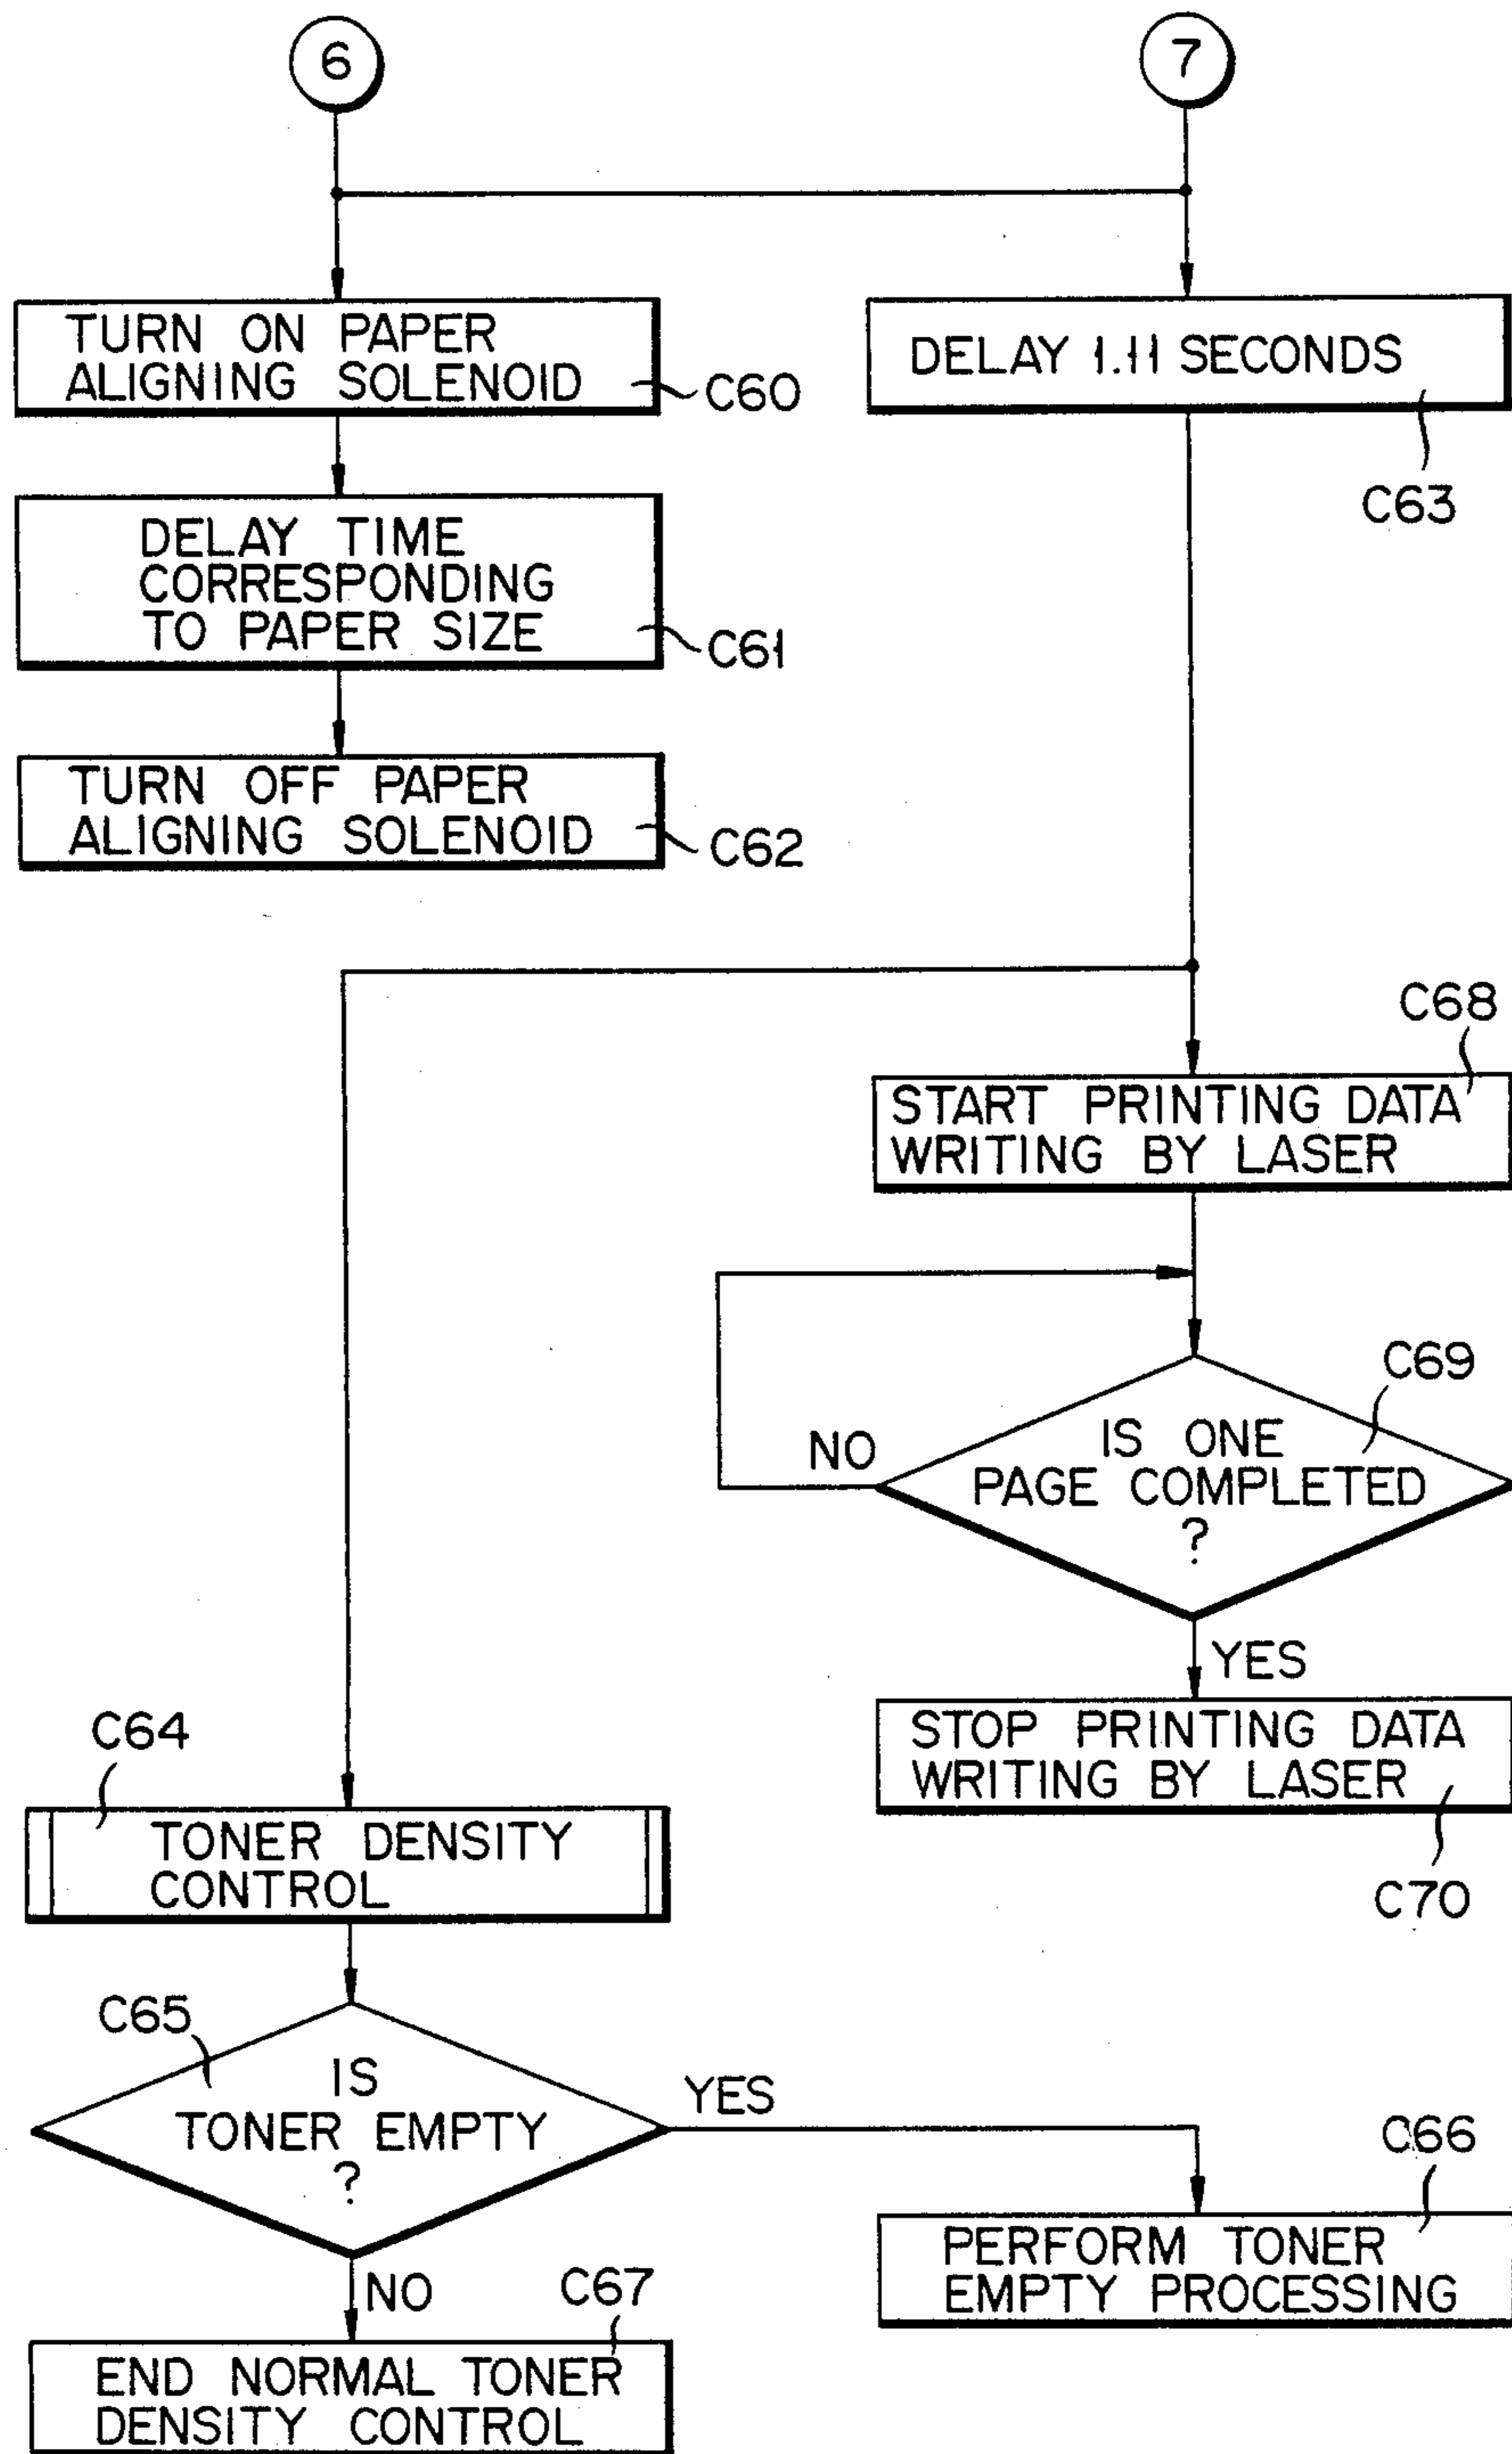 6
7
TURN ON PAPER
ALIGNING SOLENOID
C60
DELAY 1.11 SECONDS
C63
DELAY TIME
CORRESPONDING
TO PAPER SIZE
C61
TURN OFF PAPER
ALIGNING SOLENOID
C62
C68
START PRINTING DATA
WRITING BY LASER
C69
NO
IS ONE
PAGE COMPLETED
?
YES
STOP PRINTING DATA
WRITING BY LASER
C70
C64
TONER DENSITY
CONTROL
C65
IS
TONER EMPTY
?
YES
C66
PERFORM TONER
EMPTY PROCESSING
NO
C67
END NORMAL TONER
DENSITY CONTROL